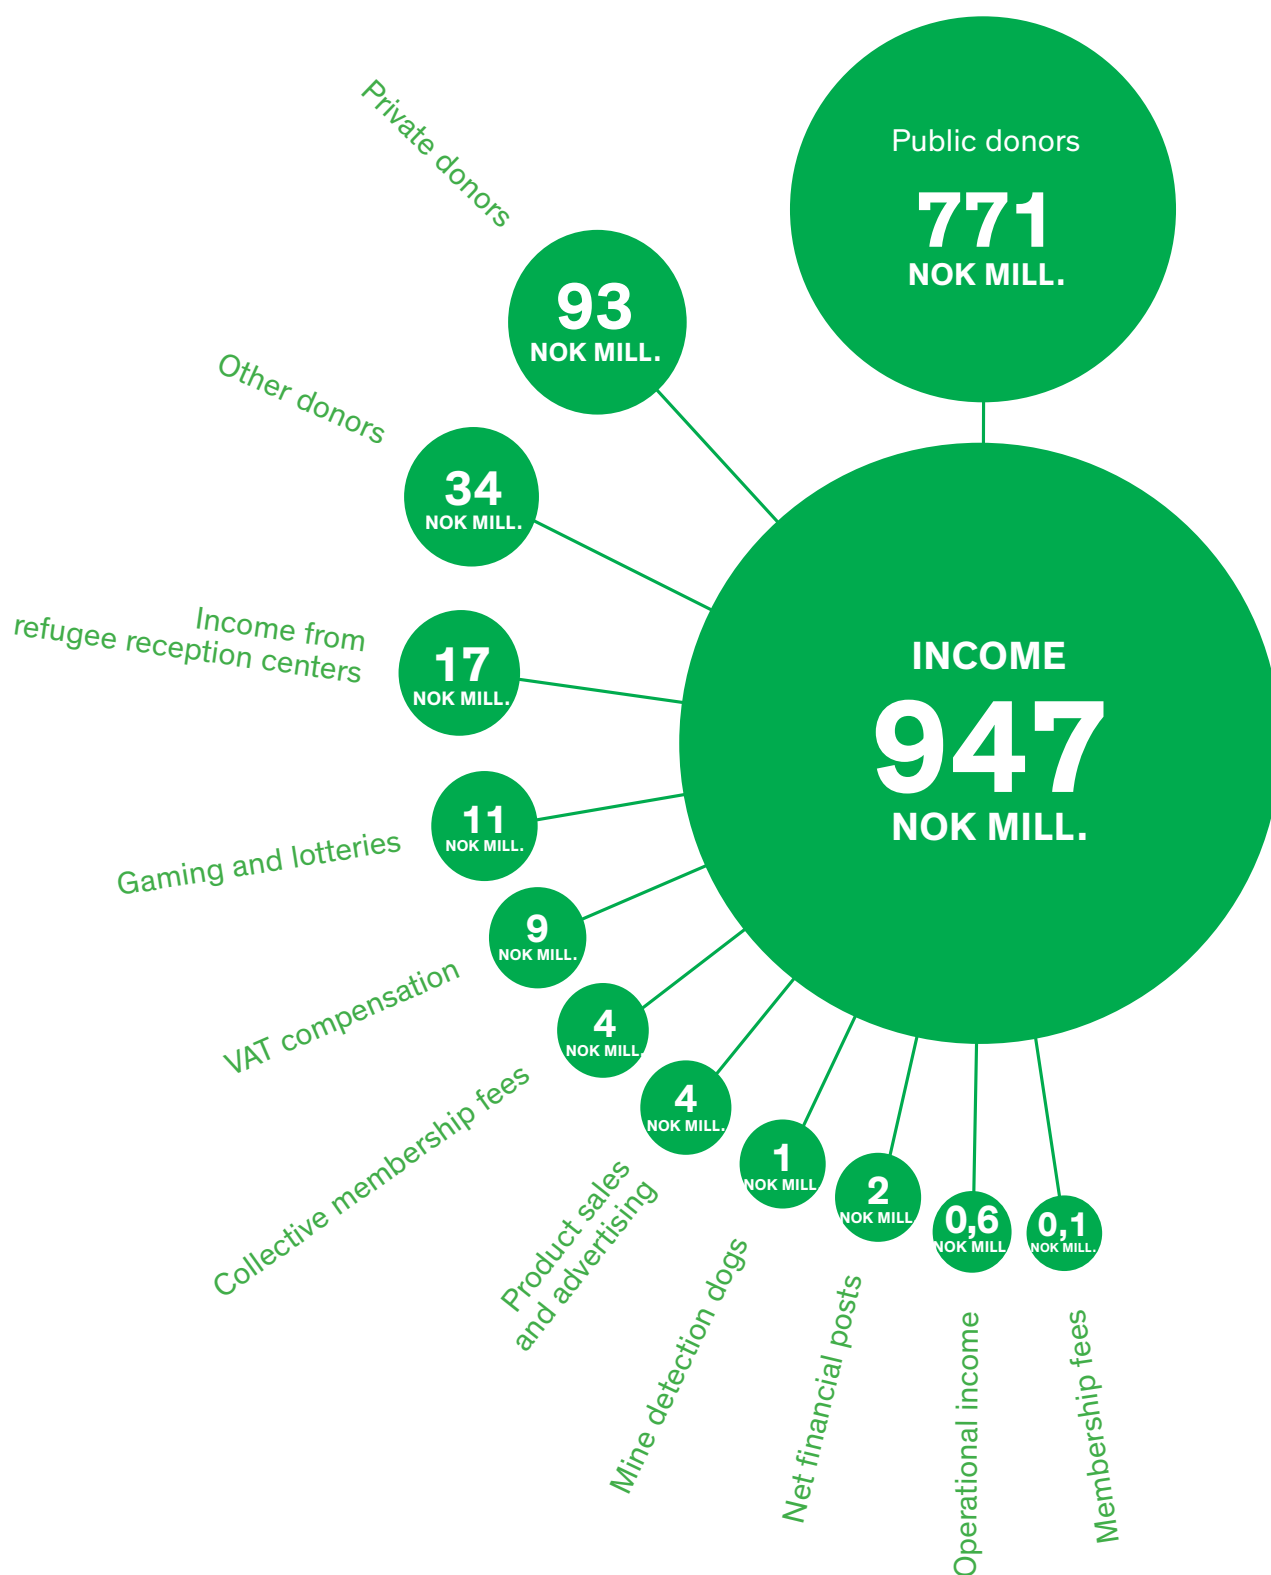 Public donors
771
NOK MILL.
Private donors
93
NOK MILL.
Other donors
34
NOK MILL.
Income from
refugee reception centers
17
NOK MILL.
INCOME
947
NOK MILL.
Gaming and lotteries
11
NOK MILL.
VAT compensation
9
NOK MILL.
Collective membership fees
4
NOK MILL.
Product sales
and advertising
4
NOK MILL.
Mine detection dogs
1
NOK MILL.
Net financial posts
2
NOK MILL.
Operational income
0,6
NOK MILL.
Membership fees
0,1
NOK MILL.